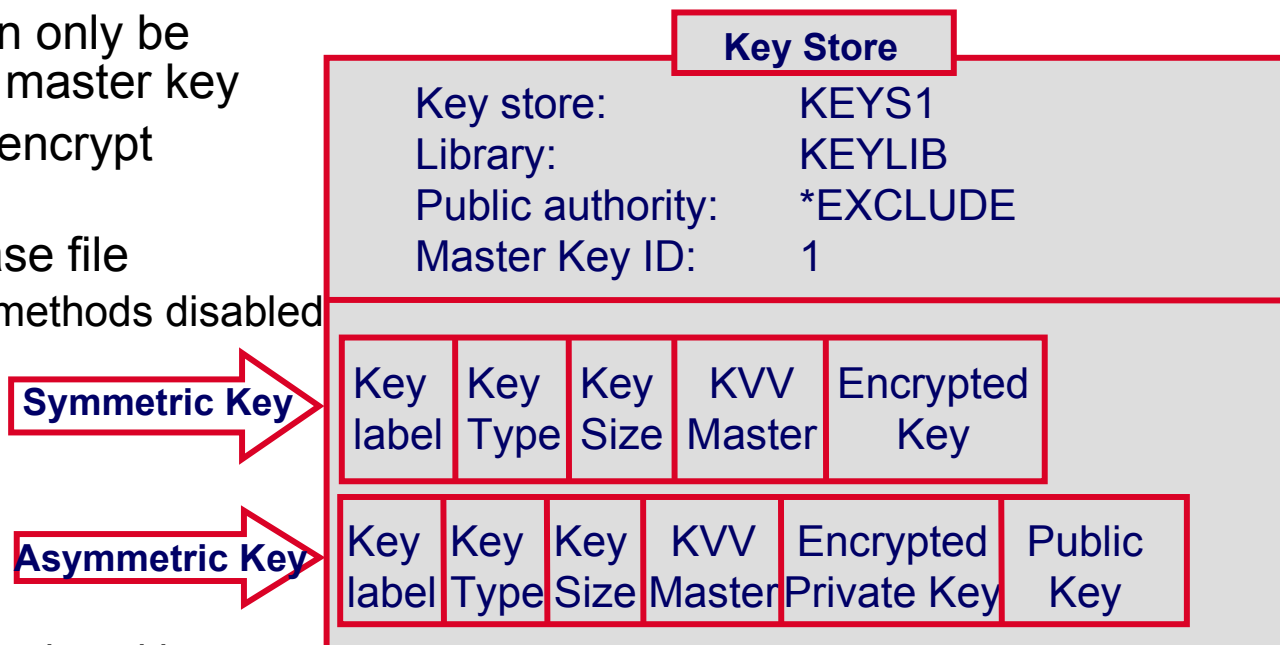 n only be
master key
encrypt
ase file
methods disabled
Key Store
Key store: KEYS1
Library: KEYLIB
Public authority: *EXCLUDE
Master Key ID: 1
Symmetric Key
Key label
Key Type
Key Size
KVV Master
Encrypted Key
Asymmetric Key
Key label
Key Type
Key Size
KVV Master
Encrypted Private Key
Public Key